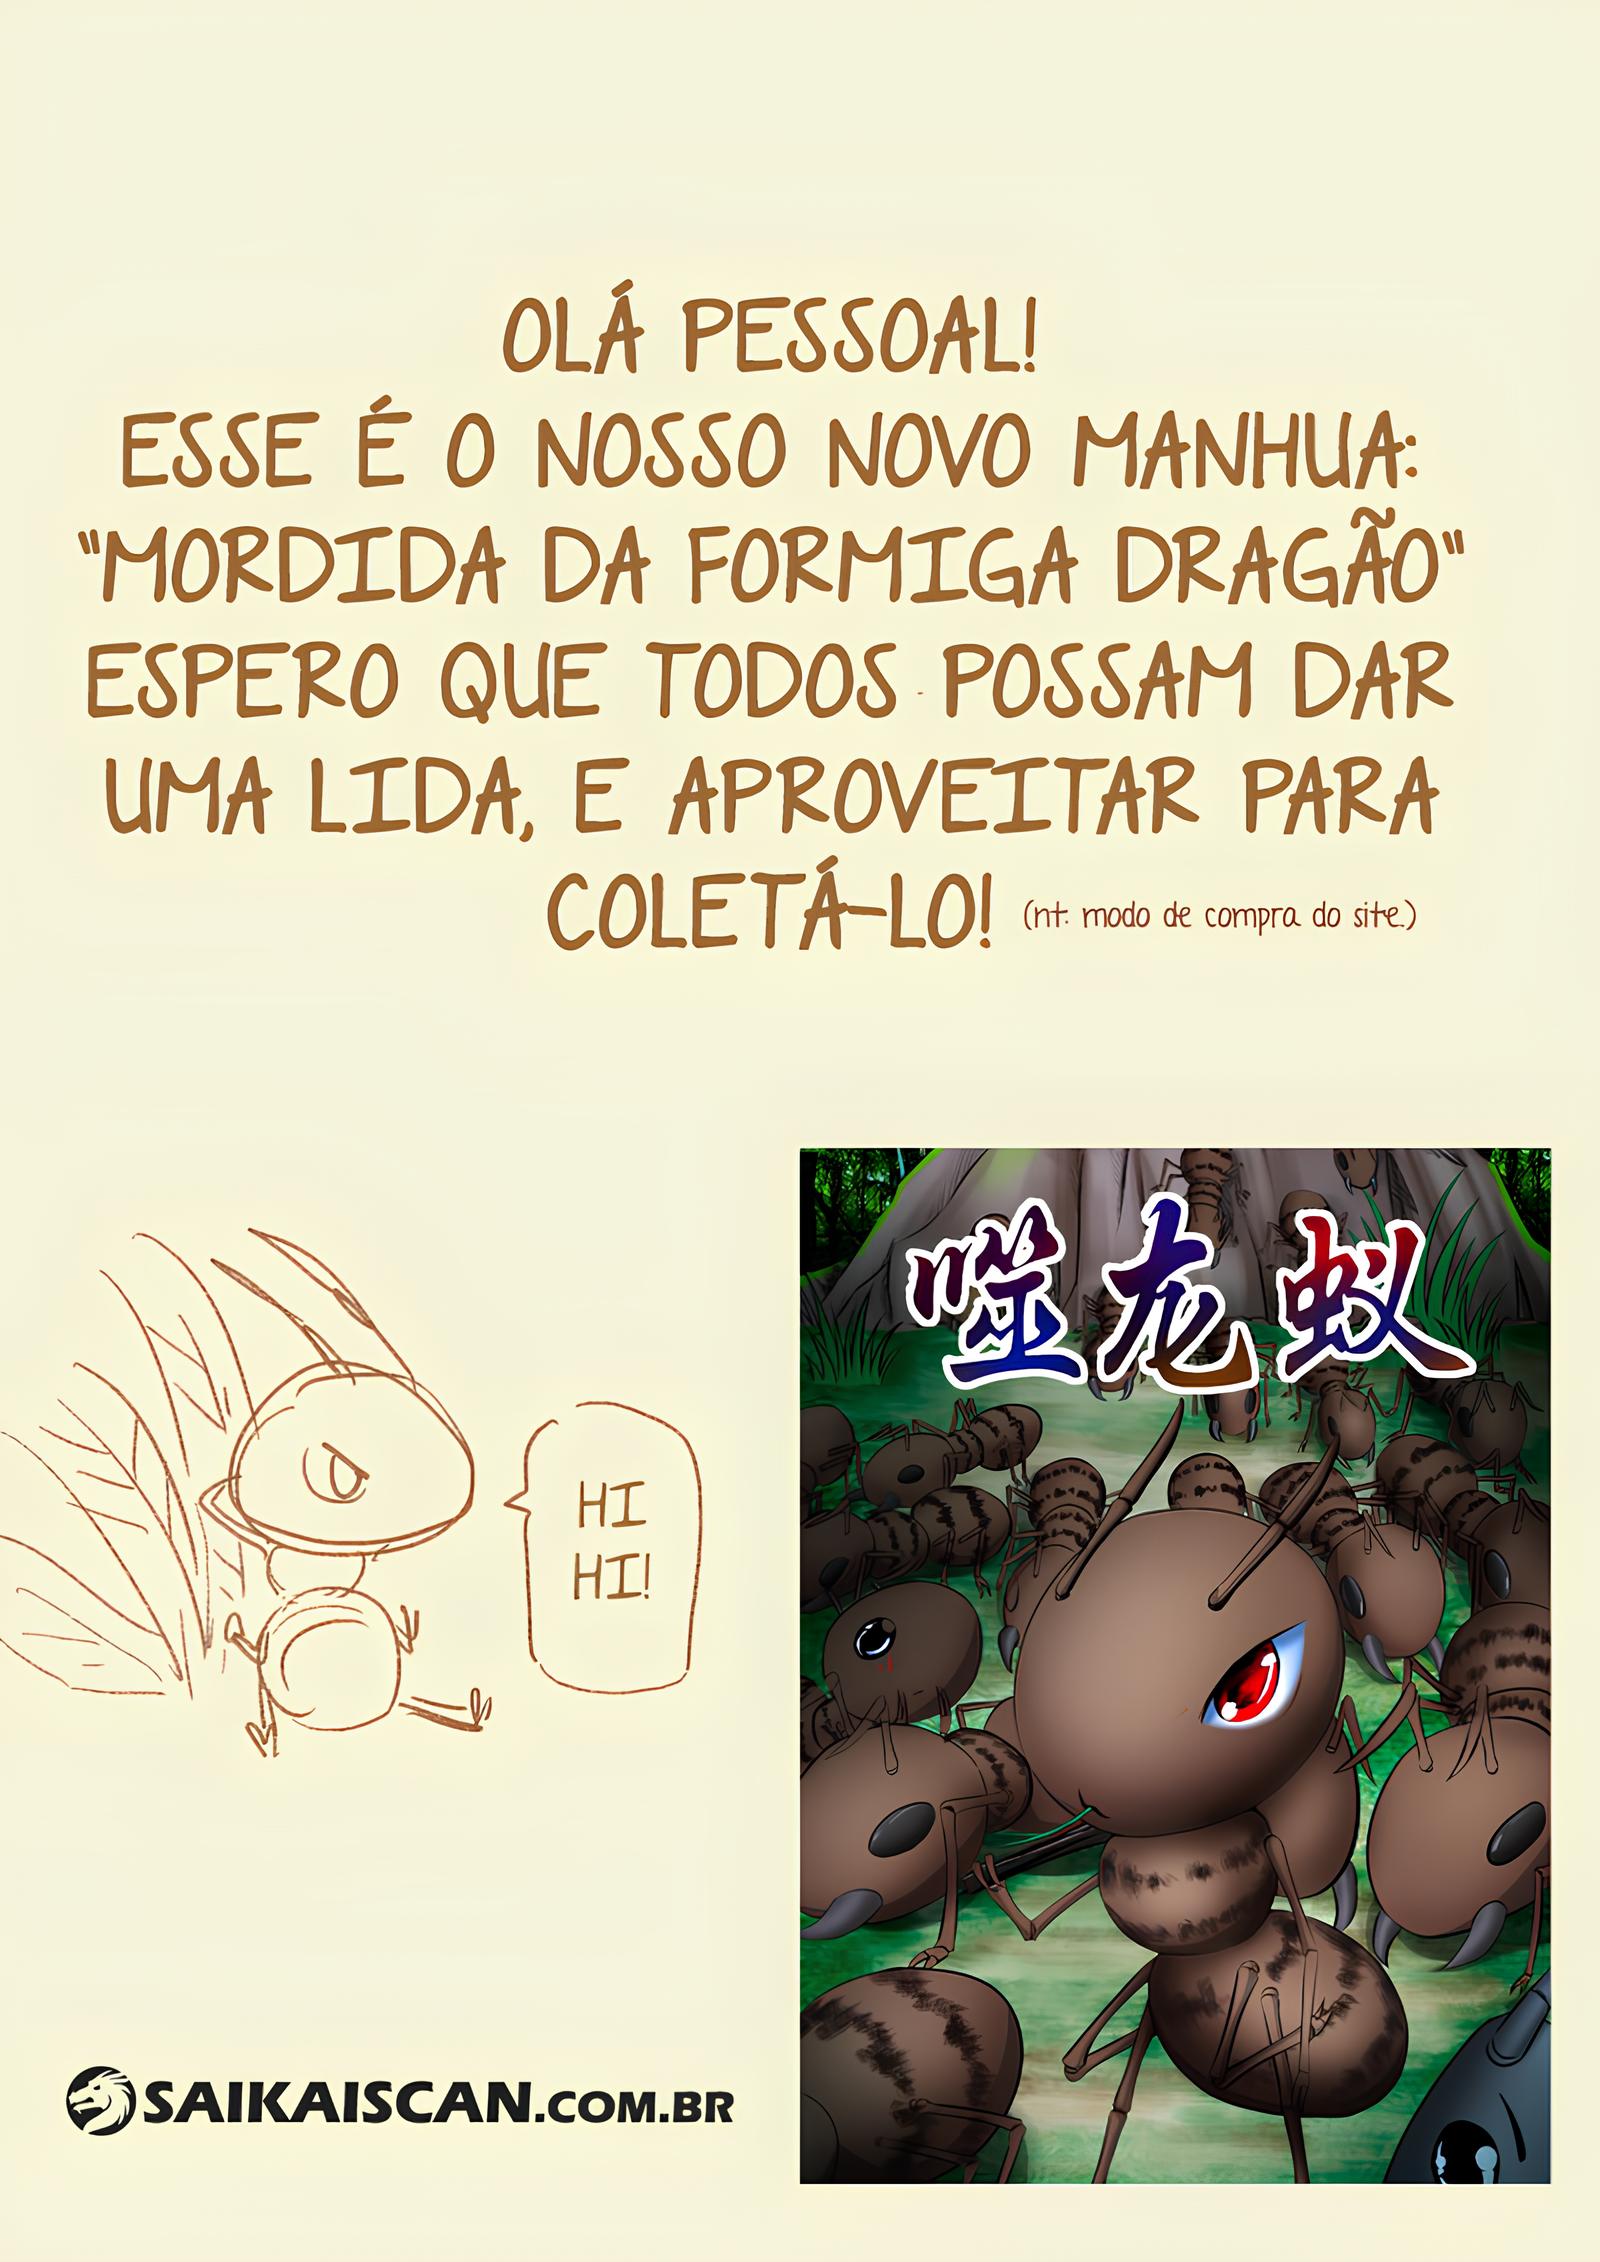 OLÁ PESSOAL!
ESSE É O NOSSO NOVO MANHUA:
"MORDIDA DA FORMIGA DRAGÃO"
ESPERO QUE TODOS POSSAM DAR
UMA LIDA, E APROVEITAR PARA
COLETÁ-LO! (nt: modo de compra do site.)
噬龙蚁
HI
HI!
SAIKAISCAN.COM.BR